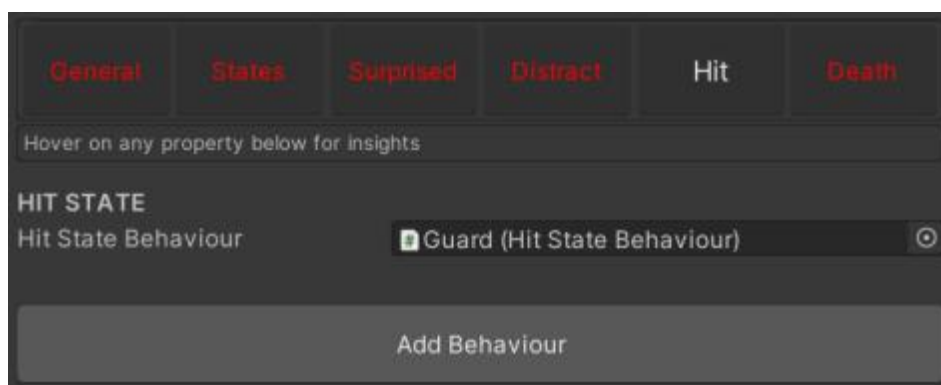 General States Surprised Distract Hit Death
Hover on any property below for insights
HIT STATE
Hit State Behaviour Guard (Hit State Behaviour)
Add Behaviour